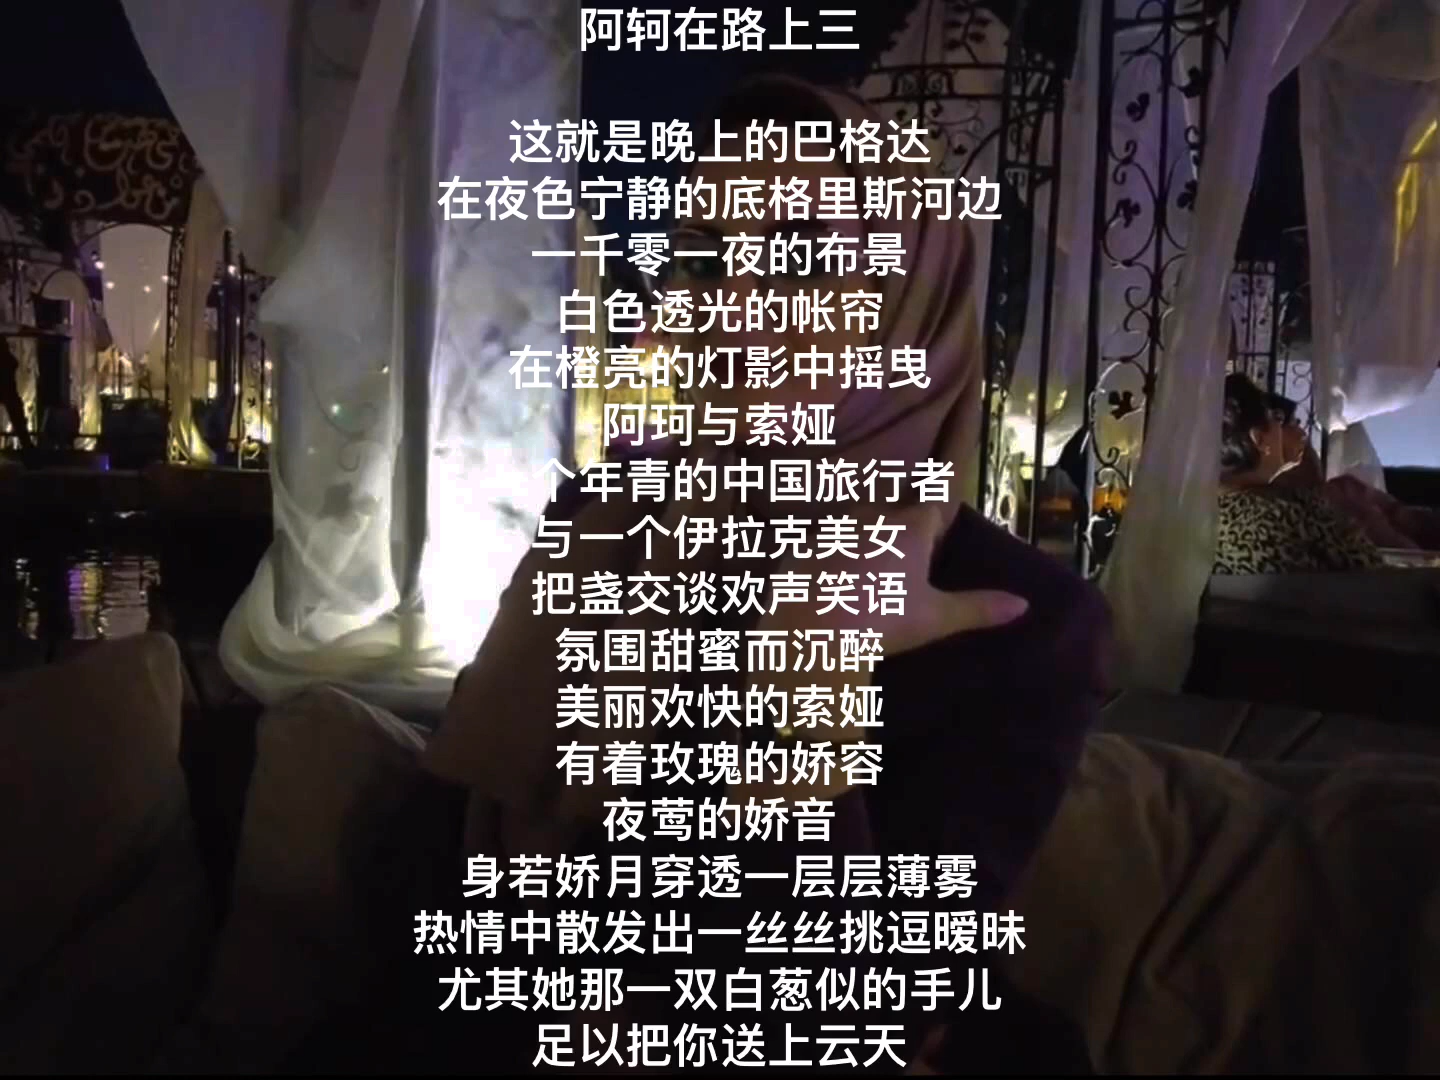 阿轲在路上三
这就是晚上的巴格达
在夜色宁静的底格里斯河边
一千零一夜的布景
白色透光的帐帘
在橙亮的灯影中摇曳
阿珂与索娅
一个年青的中国旅行者
与一个伊拉克美女
把盏交谈欢声笑语
氛围甜蜜而沉醉
美丽欢快的索娅
有着玫瑰的娇容
夜莺的娇音
身若娇月穿透一层层薄雾
热情中散发出一丝丝挑逗暧昧
尤其她那一双白葱似的手儿
足以把你送上云天